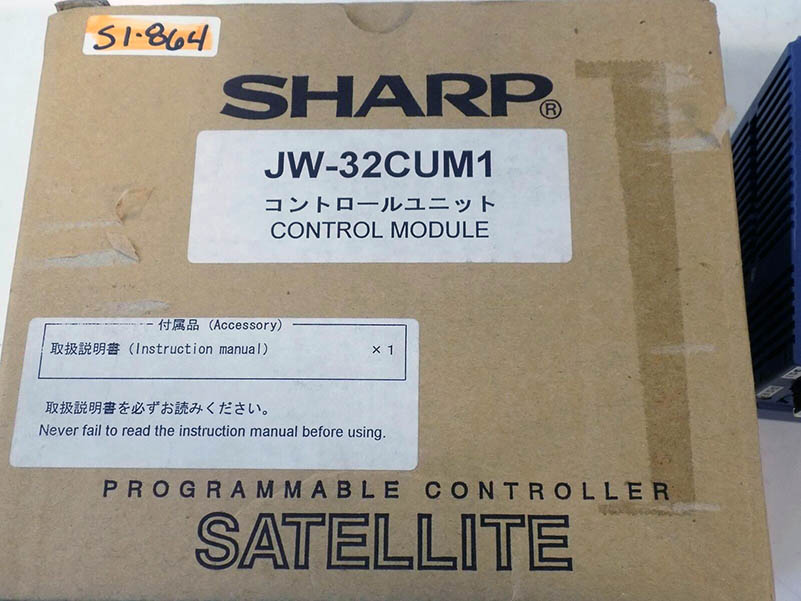 S1-864
SHARP®
JW-32CUM1
コントロールユニット
CONTROL MODULE
付属品 (Accessory)
取扱説明書 (Instruction manual) ×1
取扱説明書を必ずお読みください。
Never fail to read the instruction manual before using.
PROGRAMMABLE CONTROLLER
SATELLITE